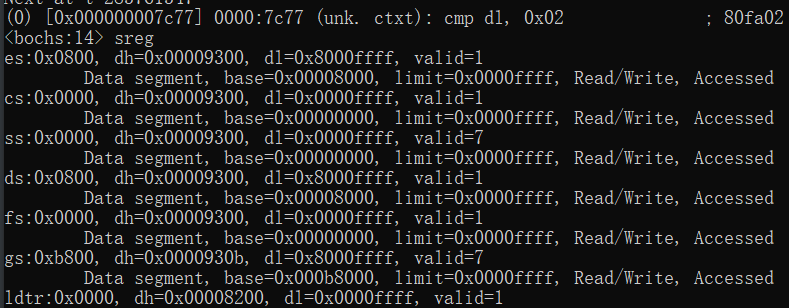 (0) [0x000000007c77] 0000:7c77 (unk. ctxt): cmp dl, 0x02 ; 80fa02
<bochs:14> sreg
es:0x0800, dh=0x00009300, dl=0x8000ffff, valid=1
Data segment, base=0x00008000, limit=0x0000ffff, Read/Write, Accessed
cs:0x0000, dh=0x00009300, dl=0x0000ffff, valid=1
Data segment, base=0x00000000, limit=0x0000ffff, Read/Write, Accessed
ss:0x0000, dh=0x00009300, dl=0x0000ffff, valid=7
Data segment, base=0x00000000, limit=0x0000ffff, Read/Write, Accessed
ds:0x0800, dh=0x00009300, dl=0x8000ffff, valid=1
Data segment, base=0x00008000, limit=0x0000ffff, Read/Write, Accessed
fs:0x0000, dh=0x00009300, dl=0x0000ffff, valid=1
Data segment, base=0x00000000, limit=0x0000ffff, Read/Write, Accessed
gs:0xb800, dh=0x0000930b, dl=0x8000ffff, valid=7
Data segment, base=0x000b8000, limit=0x0000ffff, Read/Write, Accessed
ldtr:0x0000, dh=0x00008200, dl=0x0000ffff, valid=1